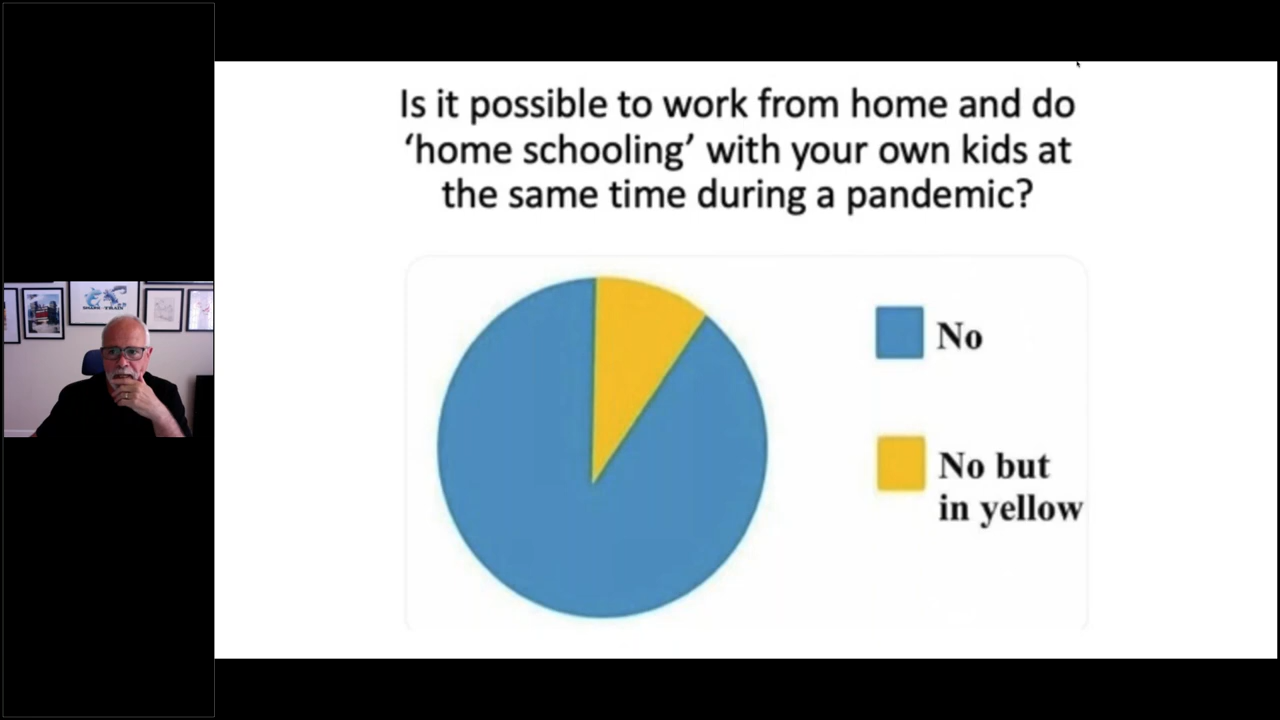 Is it possible to work from home and do
‘home schooling’ with your own kids at
the same time during a pandemic?
No
No but
in yellow